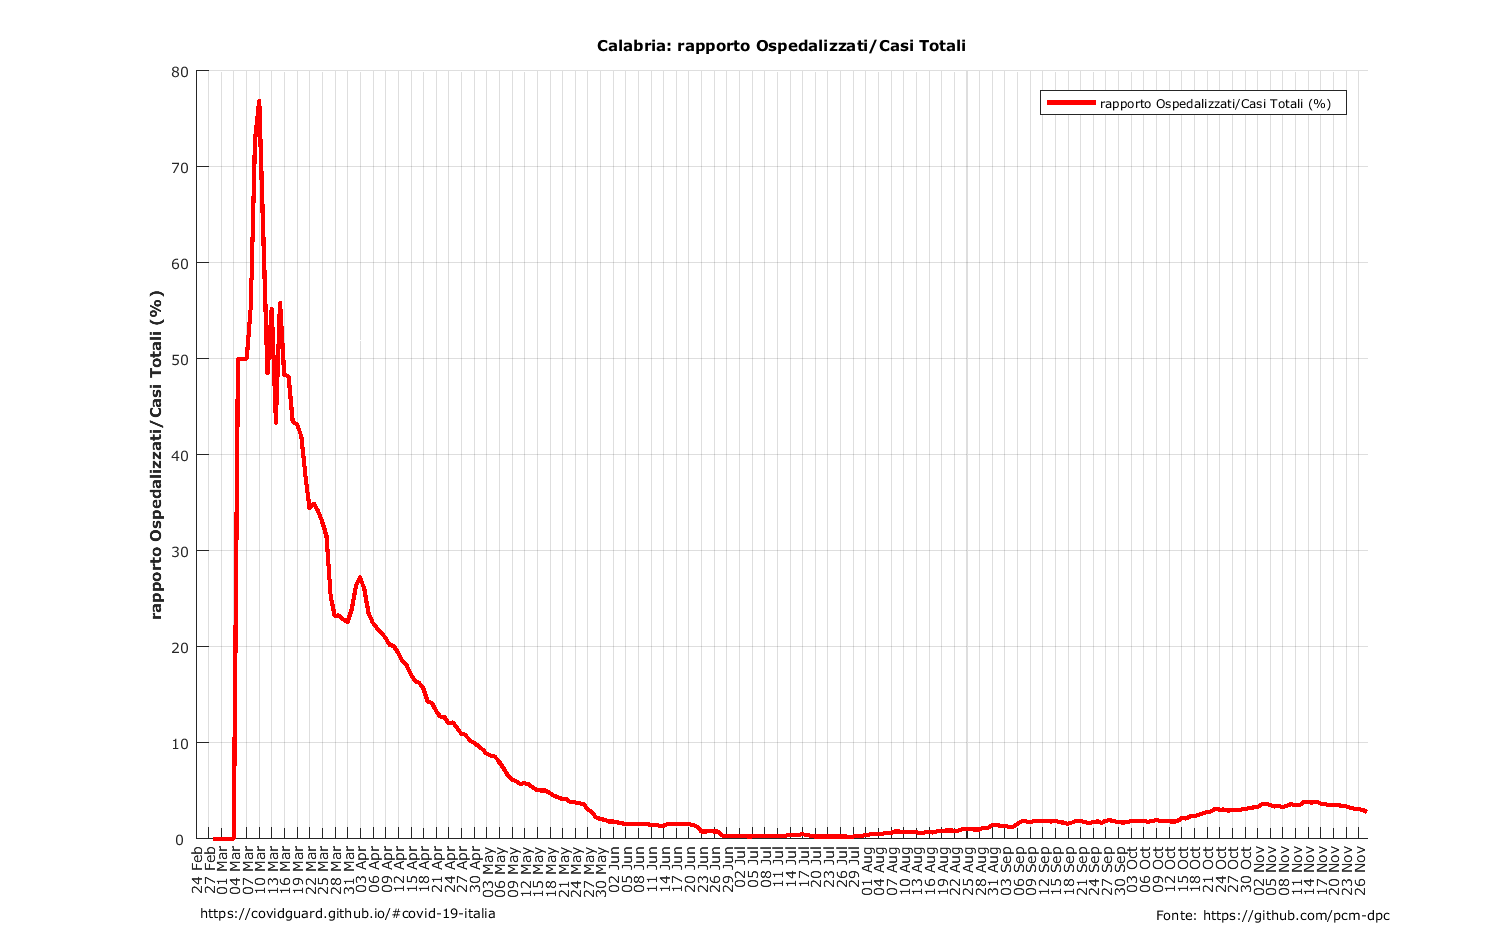 Calabria: rapporto Ospedalizzati/Casi Totali
rapporto Ospedalizzati/Casi Totali (%)
rapporto Ospedalizzati/Casi Totali (%)
80
70
60
50
40
30
20
10
0
24 Feb
27 Feb
01 Mar
04 Mar
07 Mar
10 Mar
13 Mar
16 Mar
19 Mar
22 Mar
25 Mar
28 Mar
31 Mar
03 Apr
06 Apr
09 Apr
12 Apr
15 Apr
18 Apr
21 Apr
24 Apr
27 Apr
30 Apr
03 May
06 May
09 May
12 May
15 May
18 May
21 May
24 May
27 May
30 May
02 Jun
05 Jun
08 Jun
11 Jun
14 Jun
17 Jun
20 Jun
23 Jun
26 Jun
29 Jun
02 Jul
05 Jul
08 Jul
11 Jul
14 Jul
17 Jul
20 Jul
23 Jul
26 Jul
29 Jul
01 Aug
04 Aug
07 Aug
10 Aug
13 Aug
16 Aug
19 Aug
22 Aug
25 Aug
28 Aug
31 Aug
03 Sep
06 Sep
09 Sep
12 Sep
15 Sep
18 Sep
21 Sep
24 Sep
27 Sep
30 Sep
03 Oct
06 Oct
09 Oct
12 Oct
15 Oct
18 Oct
21 Oct
24 Oct
27 Oct
30 Oct
02 Nov
05 Nov
08 Nov
11 Nov
14 Nov
17 Nov
20 Nov
23 Nov
26 Nov
https://covidguard.github.io/#covid-19-italia
Fonte: https://github.com/pcm-dpc